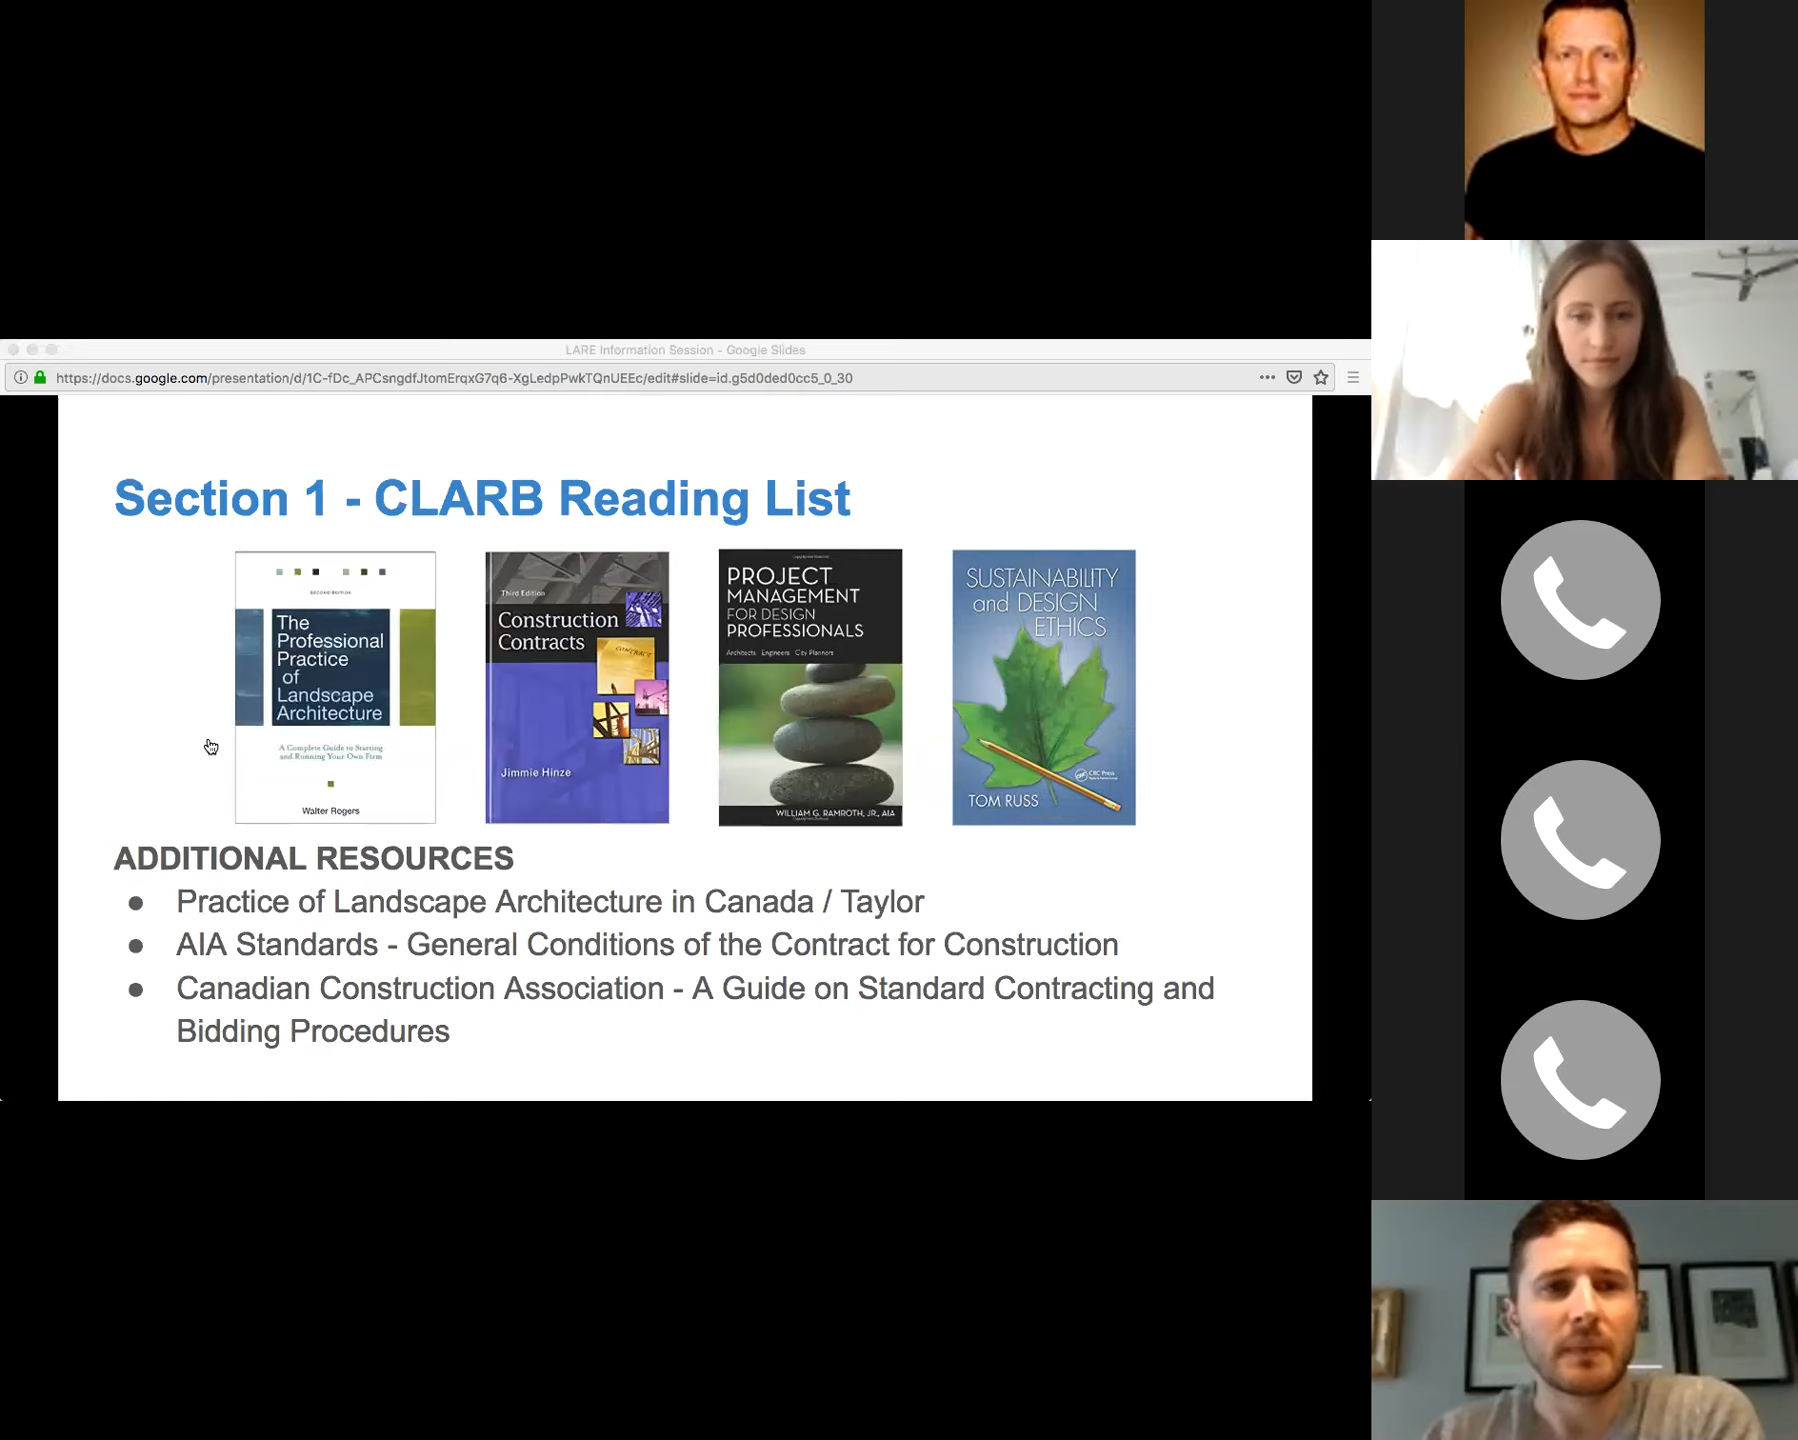 LARE Information Session - Google Slides
https://docs.google.com/presentation/d/1C-fDc_APCsngdfJtomErqxG7q6-XgLedpPwkTQnUEEc/edit#slide=id.g5d0ded0cc5_0_30
Section 1 - CLARB Reading List
SECOND EDITION
The
Professional
Practice
of
Landscape
Architecture
A Complete Guide to Starting
and Running Your Own Firm
Walter Rogers
Third Edition
Construction
Contracts
CONTRACT
Jimmie Hinze
PROJECT
MANAGEMENT
FOR DESIGN
PROFESSIONALS
Architects Engineers City Planners
WILLIAM G. RAMROTH, JR., AIA
SUSTAINABILITY
and DESIGN
ETHICS
CRC Press
TOM RUSS
ADDITIONAL RESOURCES
● Practice of Landscape Architecture in Canada / Taylor
● AIA Standards - General Conditions of the Contract for Construction
● Canadian Construction Association - A Guide on Standard Contracting and
Bidding Procedures